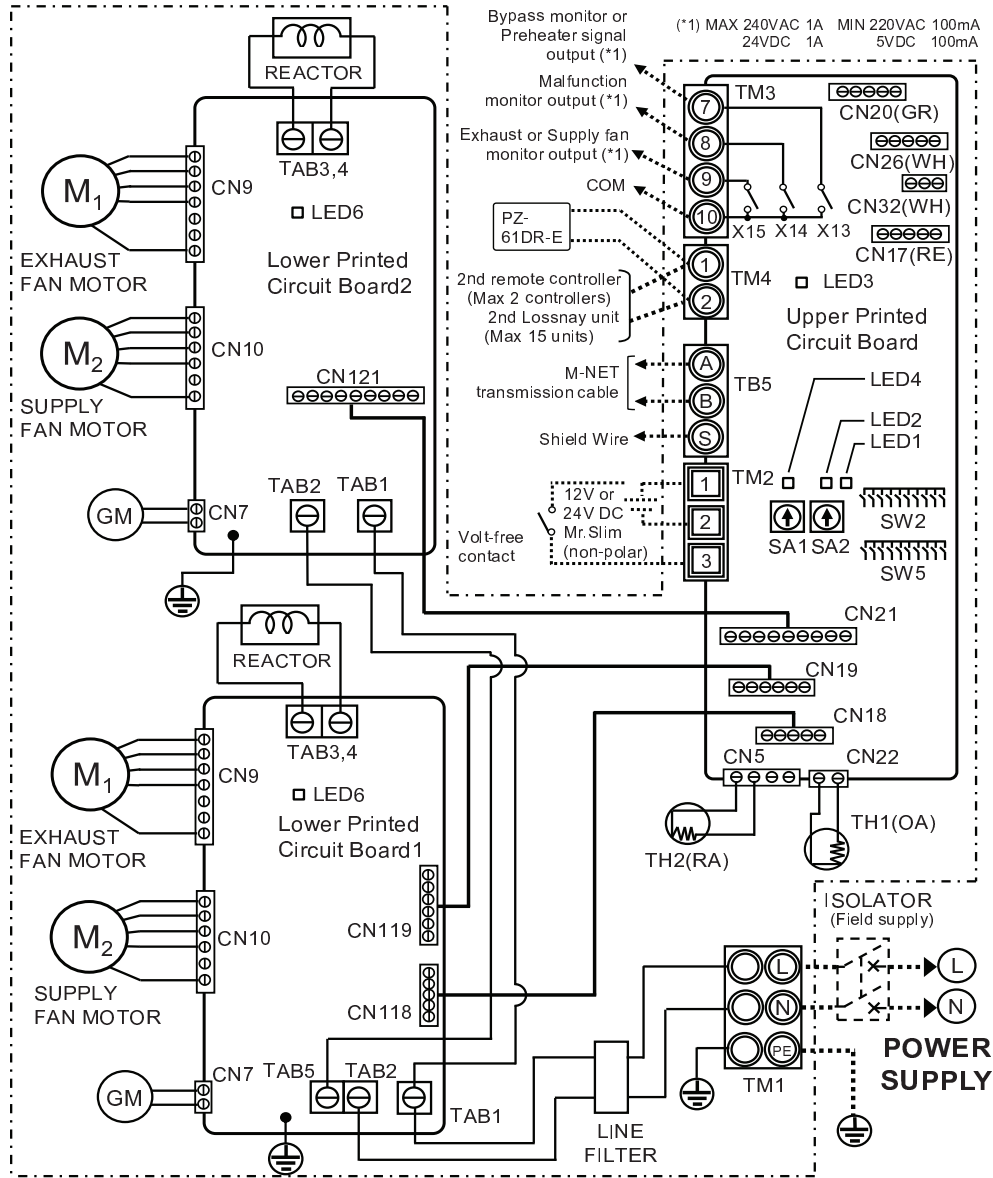 Bypass monitor or
Preheater signal
output (*1)
Malfunction
monitor output (*1)
Exhaust or Supply fan
monitor output (*1)
COM
PZ-
61DR-E
2nd remote controller
(Max 2 controllers)
2nd Lossnay unit
(Max 15 units)
M-NET
transmission cable
Shield Wire
12V or
24V DC
Mr.Slim
(non-polar)
Volt-free
contact
(*1) MAX 240VAC 1A MIN 220VAC 100mA
24VDC 1A 5VDC 100mA
TM3
7
8
9
10
X15 X14 X13
TM4
1
2
TB5
A
B
S
TM2
1
2
3
CN20(GR)
CN26(WH)
CN32(WH)
CN17(RE)
LED3
Upper Printed
Circuit Board
LED4
LED2
LED1
SA1 SA2
SW2
SW5
CN21
CN19
CN18
CN5
CN22
TH2(RA)
TH1(OA)
REACTOR
TAB3,4
M1
CN9
LED6
EXHAUST
FAN MOTOR
Lower Printed
Circuit Board2
M2
CN10
CN121
SUPPLY
FAN MOTOR
GM
CN7
TAB2
TAB1
REACTOR
TAB3,4
M1
CN9
LED6
EXHAUST
FAN MOTOR
Lower Printed
Circuit Board1
M2
CN10
CN119
SUPPLY
FAN MOTOR
CN118
GM
CN7
TAB5
TAB2
TAB1
LINE
FILTER
ISOLATOR
(Field supply)
L
N
PE
TM1
L
N
POWER
SUPPLY